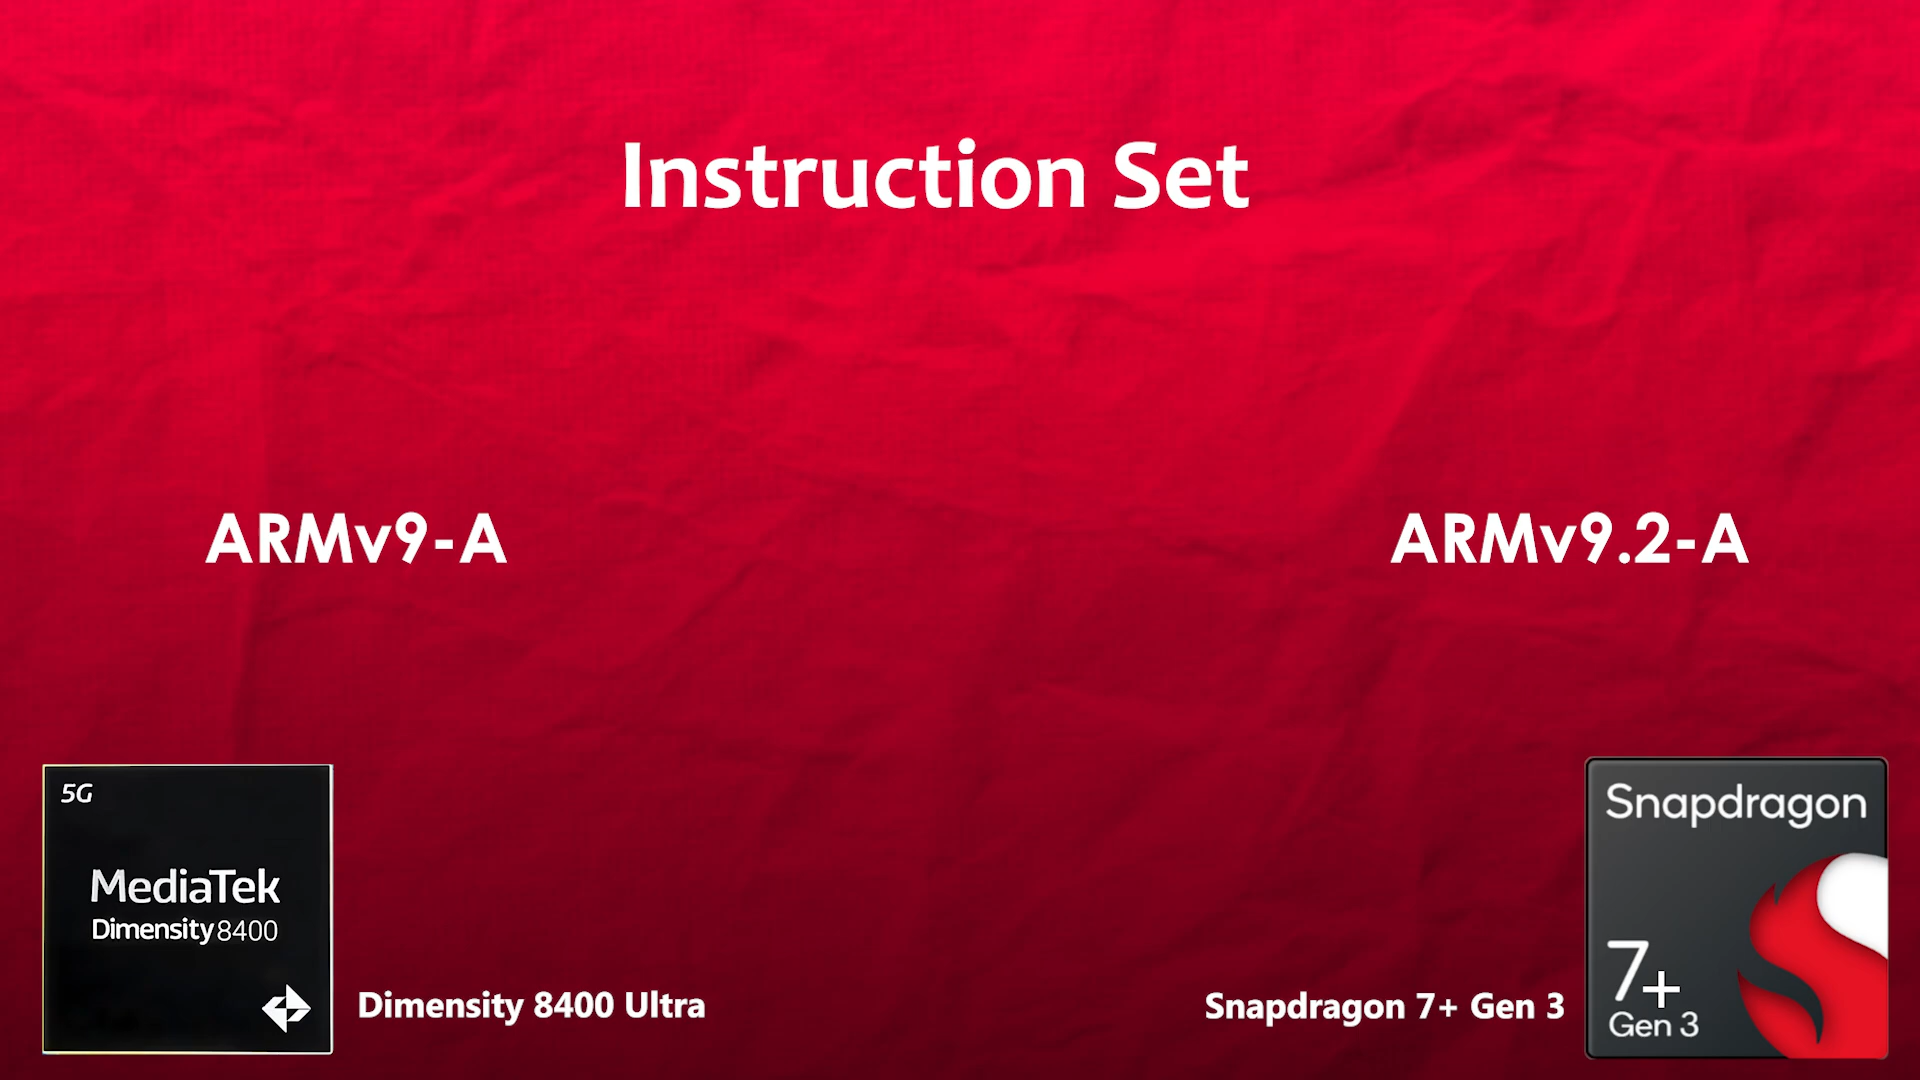 Instruction Set
ARMv9-A
ARMv9.2-A
5G
MediaTek
Dimensity 8400
Dimensity 8400 Ultra
Snapdragon 7+ Gen 3
Snapdragon
7+
Gen 3